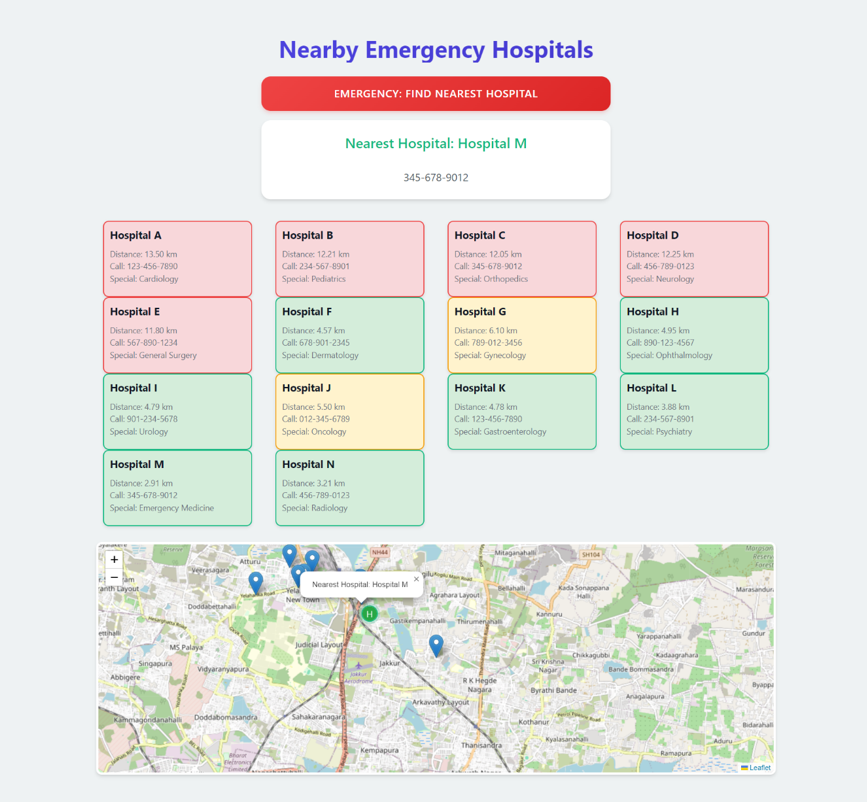 Nearby Emergency Hospitals
EMERGENCY: FIND NEAREST HOSPITAL
Nearest Hospital: Hospital M
345-678-9012
Hospital A
Distance: 13.50 km
Call: 123-456-7890
Special: Cardiology
Hospital B
Distance: 12.21 km
Call: 234-567-8901
Special: Pediatrics
Hospital C
Distance: 12.05 km
Call: 345-678-9012
Special: Orthopedics
Hospital D
Distance: 12.25 km
Call: 456-789-0123
Special: Neurology
Hospital E
Distance: 11.80 km
Call: 567-890-1234
Special: General Surgery
Hospital F
Distance: 4.57 km
Call: 678-901-2345
Special: Dermatology
Hospital G
Distance: 6.10 km
Call: 789-012-3456
Special: Gynecology
Hospital H
Distance: 4.95 km
Call: 890-123-4567
Special: Ophthalmology
Hospital I
Distance: 4.79 km
Call: 901-234-5678
Special: Urology
Hospital J
Distance: 5.50 km
Call: 012-345-6789
Special: Oncology
Hospital K
Distance: 4.78 km
Call: 123-456-7890
Special: Gastroenterology
Hospital L
Distance: 3.88 km
Call: 234-567-8901
Special: Psychiatry
Hospital M
Distance: 2.91 km
Call: 345-678-9012
Special: Emergency Medicine
Hospital N
Distance: 3.21 km
Call: 456-789-0123
Special: Radiology
+
−
Atturu
NH44
Mitaganahalli
SH104
Veerasagara
Kada Sonappana
Halli
Marasandra
Bellahalli
Nearest Hospital: Hospital M
×
New Town
Agrahara Layout
Doddabettahalli
H
Gastikempanahalli
Thirumenahalli
Kannuru
Gundur
Judicial Layout
MS Palaya
Yarappanahalli
Singapura
Vidyaranyapura
Jakkur
Chikkagubbi
Kadaagrahara
Abbigere
Jakkur
Aerodrome
Sri Krishna
Nagar
Bande Bommasandra
R K Hegde
Nagara
Byrathi Bande
Anagalapura
Arkavathy Layout
Kammagondanahalli
Doddabomasandra
Sahakaranagara
Kothanur
Bidarahalli
Kyalasanahalli
Aduru
Kempapura
Thanisandra
Ramapura
Bharat
Electronics
Leaflet